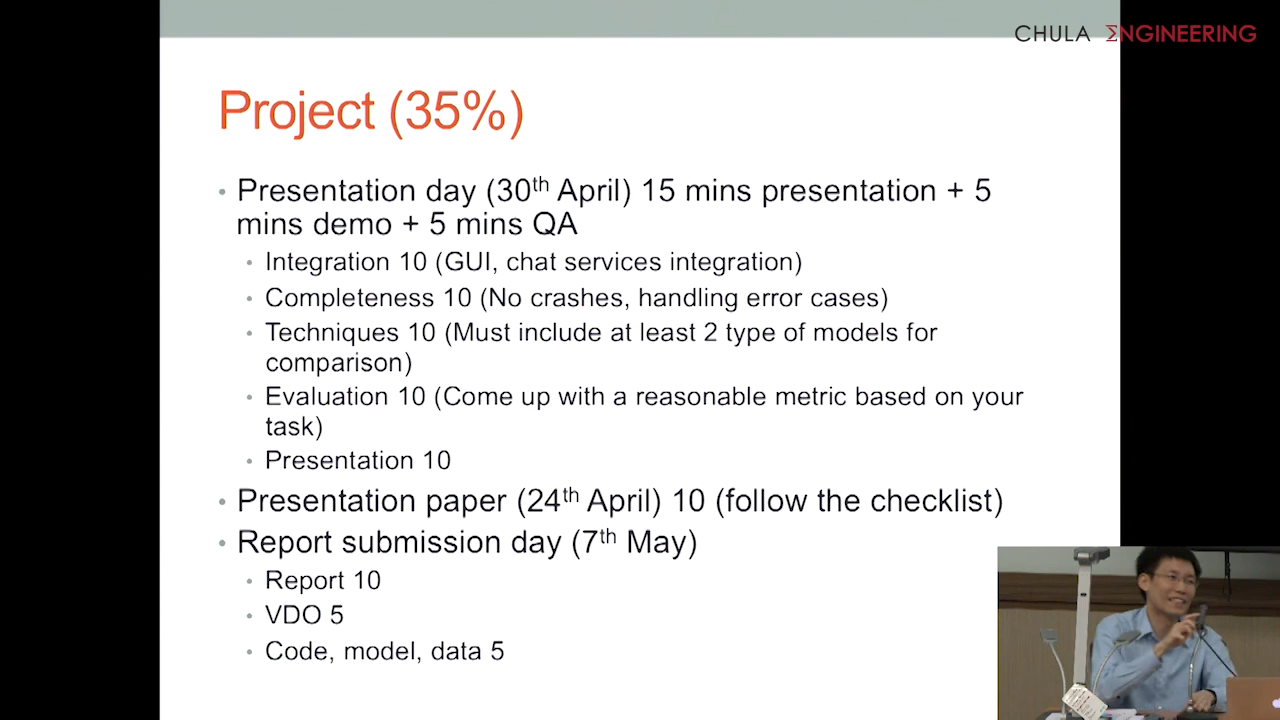 CHULA ΣNGINEERING
Project (35%)
• Presentation day (30th April) 15 mins presentation + 5
mins demo + 5 mins QA
• Integration 10 (GUI, chat services integration)
• Completeness 10 (No crashes, handling error cases)
• Techniques 10 (Must include at least 2 type of models for
comparison)
• Evaluation 10 (Come up with a reasonable metric based on your
task)
• Presentation 10
• Presentation paper (24th April) 10 (follow the checklist)
• Report submission day (7th May)
• Report 10
• VDO 5
• Code, model, data 5